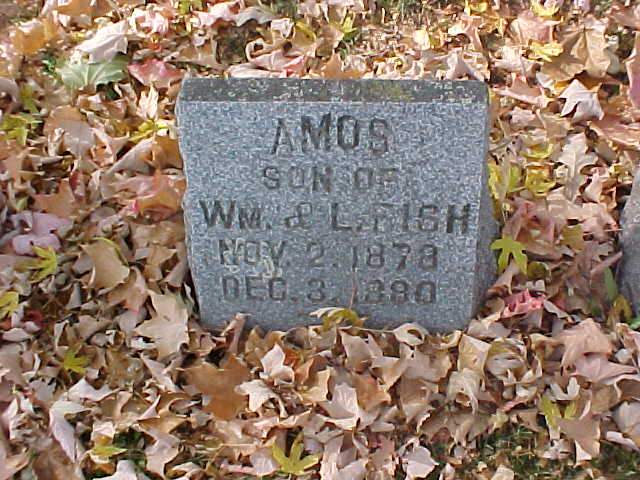 AMOS
SON OF
WM. & L. FISH
NOV. 2. 1878
DEC. 3. 1880